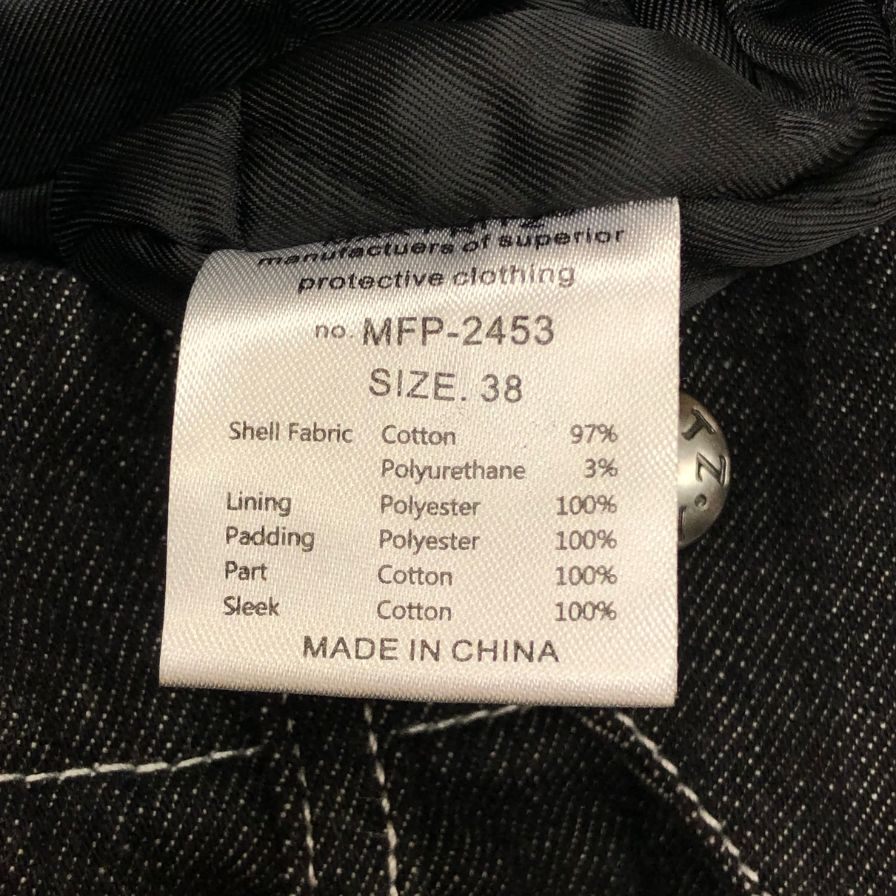 manufactuers of superior
protective clothing
no. MFP-2453
SIZE. 38
Shell Fabric Cotton 97%
Polyurethane 3%
Lining Polyester 100%
Padding Polyester 100%
Part Cotton 100%
Sleek Cotton 100%
MADE IN CHINA
TZ.